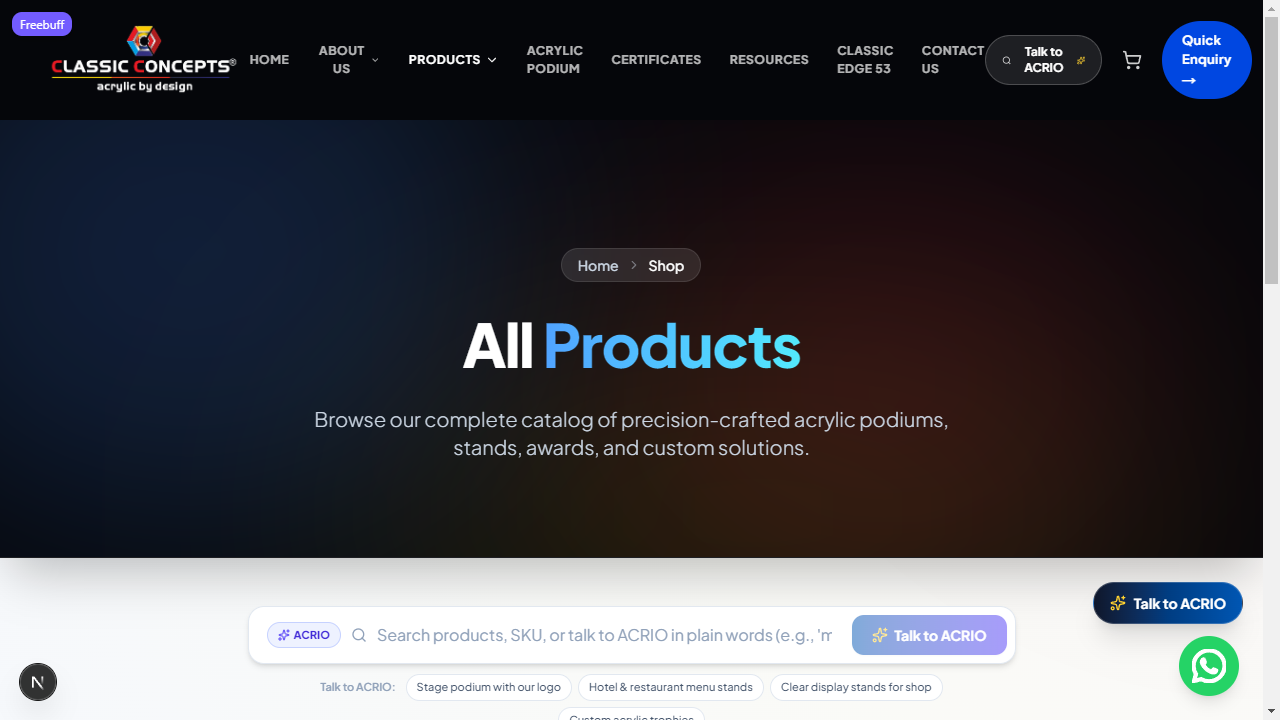 Freebuff
CLASSIC CONCEPTS®
acrylic by design
HOME
ABOUT
US
PRODUCTS
ACRYLIC
PODIUM
CERTIFICATES
RESOURCES
CLASSIC
EDGE 53
CONTACT
US
Talk to
ACRIO
Quick
Enquiry
→
Home > Shop
All Products
Browse our complete catalog of precision-crafted acrylic podiums,
stands, awards, and custom solutions.
Talk to ACRIO
ACRIO
Search products, SKU, or talk to ACRIO in plain words (e.g., 'm
Talk to ACRIO
Talk to ACRIO:
Stage podium with our logo
Hotel & restaurant menu stands
Clear display stands for shop
Custom acrylic trophies
N